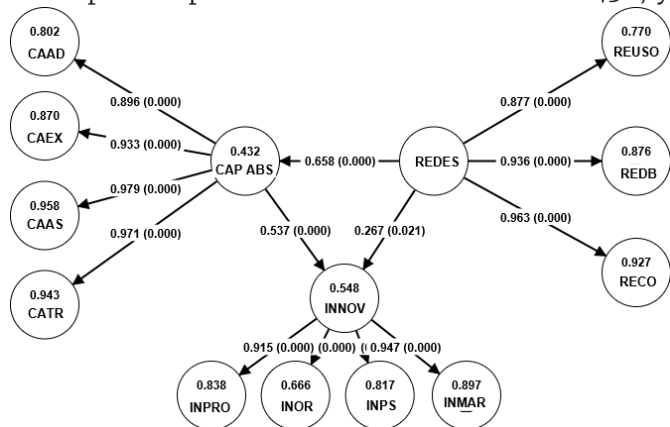 0.802
CAAD
0.770
REUSO
0.896 (0.000)
0.877 (0.000)
0.870
CAEX
0.933 (0.000)
0.432
CAP ABS
0.658 (0.000)
REDES
0.936 (0.000)
0.876
REDB
0.958
CAAS
0.979 (0.000)
0.971 (0.000)
0.963 (0.000)
0.537 (0.000)
0.267 (0.021)
0.927
RECO
0.943
CATR
0.548
INNOV
0.915 (0.000) (0.000) (0.947 (0.000)
0.838
INPRO
0.666
INOR
0.817
INPS
0.897
INMAR